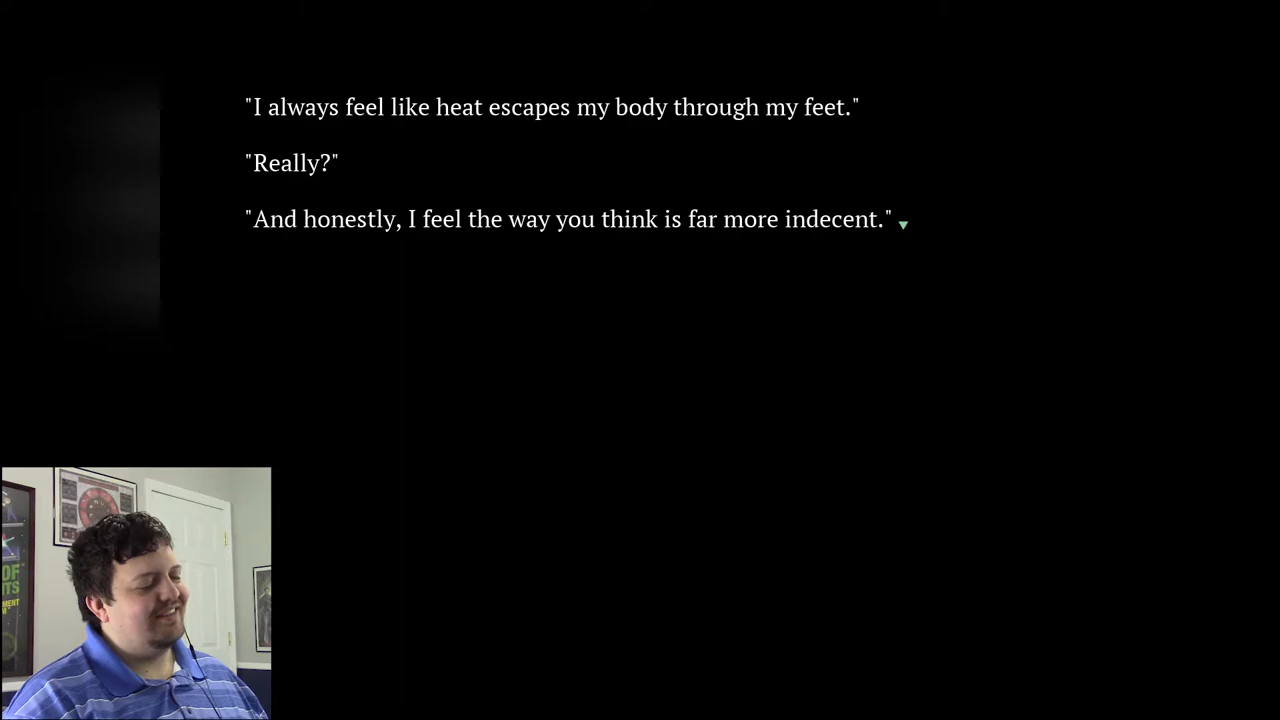 "I always feel like heat escapes my body through my feet."
"Really?"
"And honestly, I feel the way you think is far more indecent."
OF